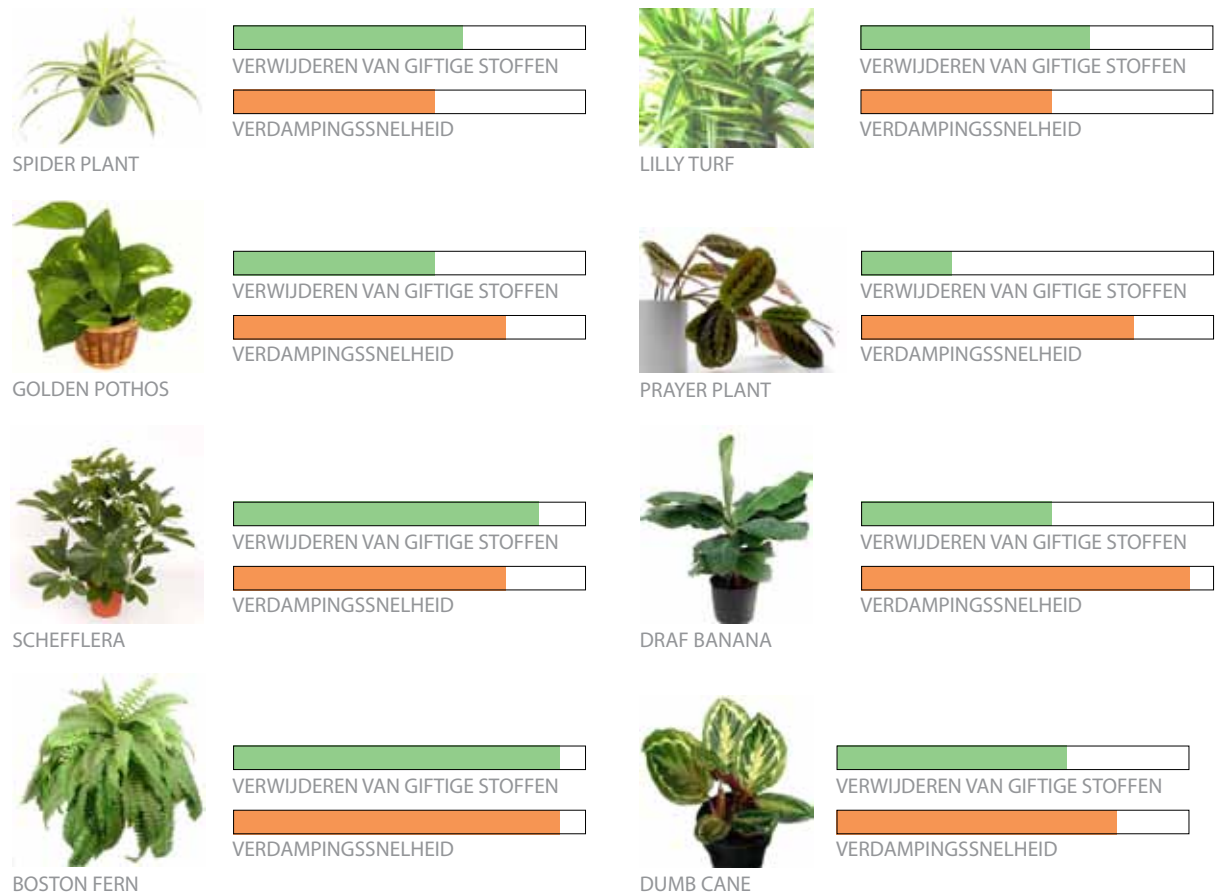 VERWIJDEREN VAN GIFTIGE STOFFEN
VERDAMPINGSSNELHEID
SPIDER PLANT
VERWIJDEREN VAN GIFTIGE STOFFEN
VERDAMPINGSSNELHEID
LILLY TURF
VERWIJDEREN VAN GIFTIGE STOFFEN
VERDAMPINGSSNELHEID
GOLDEN POTHOS
VERWIJDEREN VAN GIFTIGE STOFFEN
VERDAMPINGSSNELHEID
PRAYER PLANT
VERWIJDEREN VAN GIFTIGE STOFFEN
VERDAMPINGSSNELHEID
SCHEFFLERA
VERWIJDEREN VAN GIFTIGE STOFFEN
VERDAMPINGSSNELHEID
DRAF BANANA
VERWIJDEREN VAN GIFTIGE STOFFEN
VERDAMPINGSSNELHEID
BOSTON FERN
VERWIJDEREN VAN GIFTIGE STOFFEN
VERDAMPINGSSNELHEID
DUMB CANE